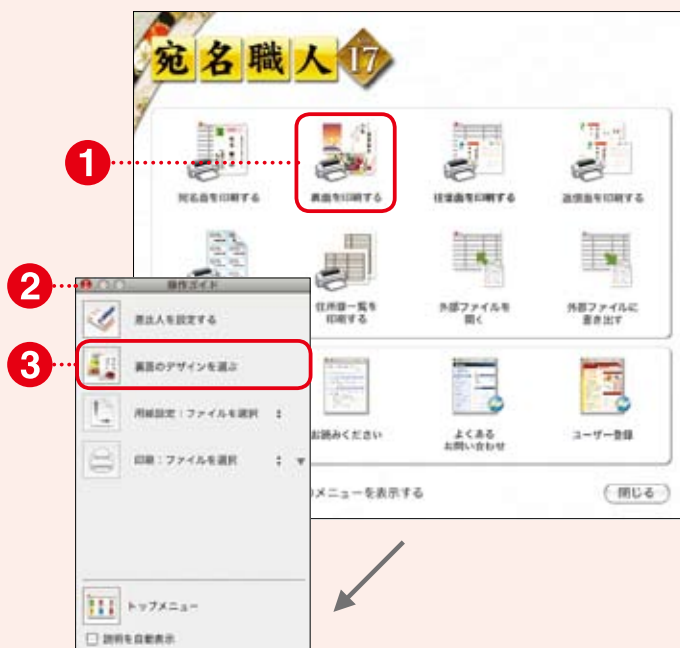 宛名職人 17
1
宛名面を印刷する
裏面を印刷する
往信面を印刷する
返信面を印刷する
住所録一覧を
印刷する
外部ファイルを
開く
外部ファイルに
書き出す
お読みください
よくある
お問い合わせ
ユーザー登録
のメニューを表示する
閉じる
2
操作ガイド
差出人を設定する
3
裏面のデザインを選ぶ
用紙設定：ファイルを選択
印刷：ファイルを選択
トップメニュー
説明を自動表示